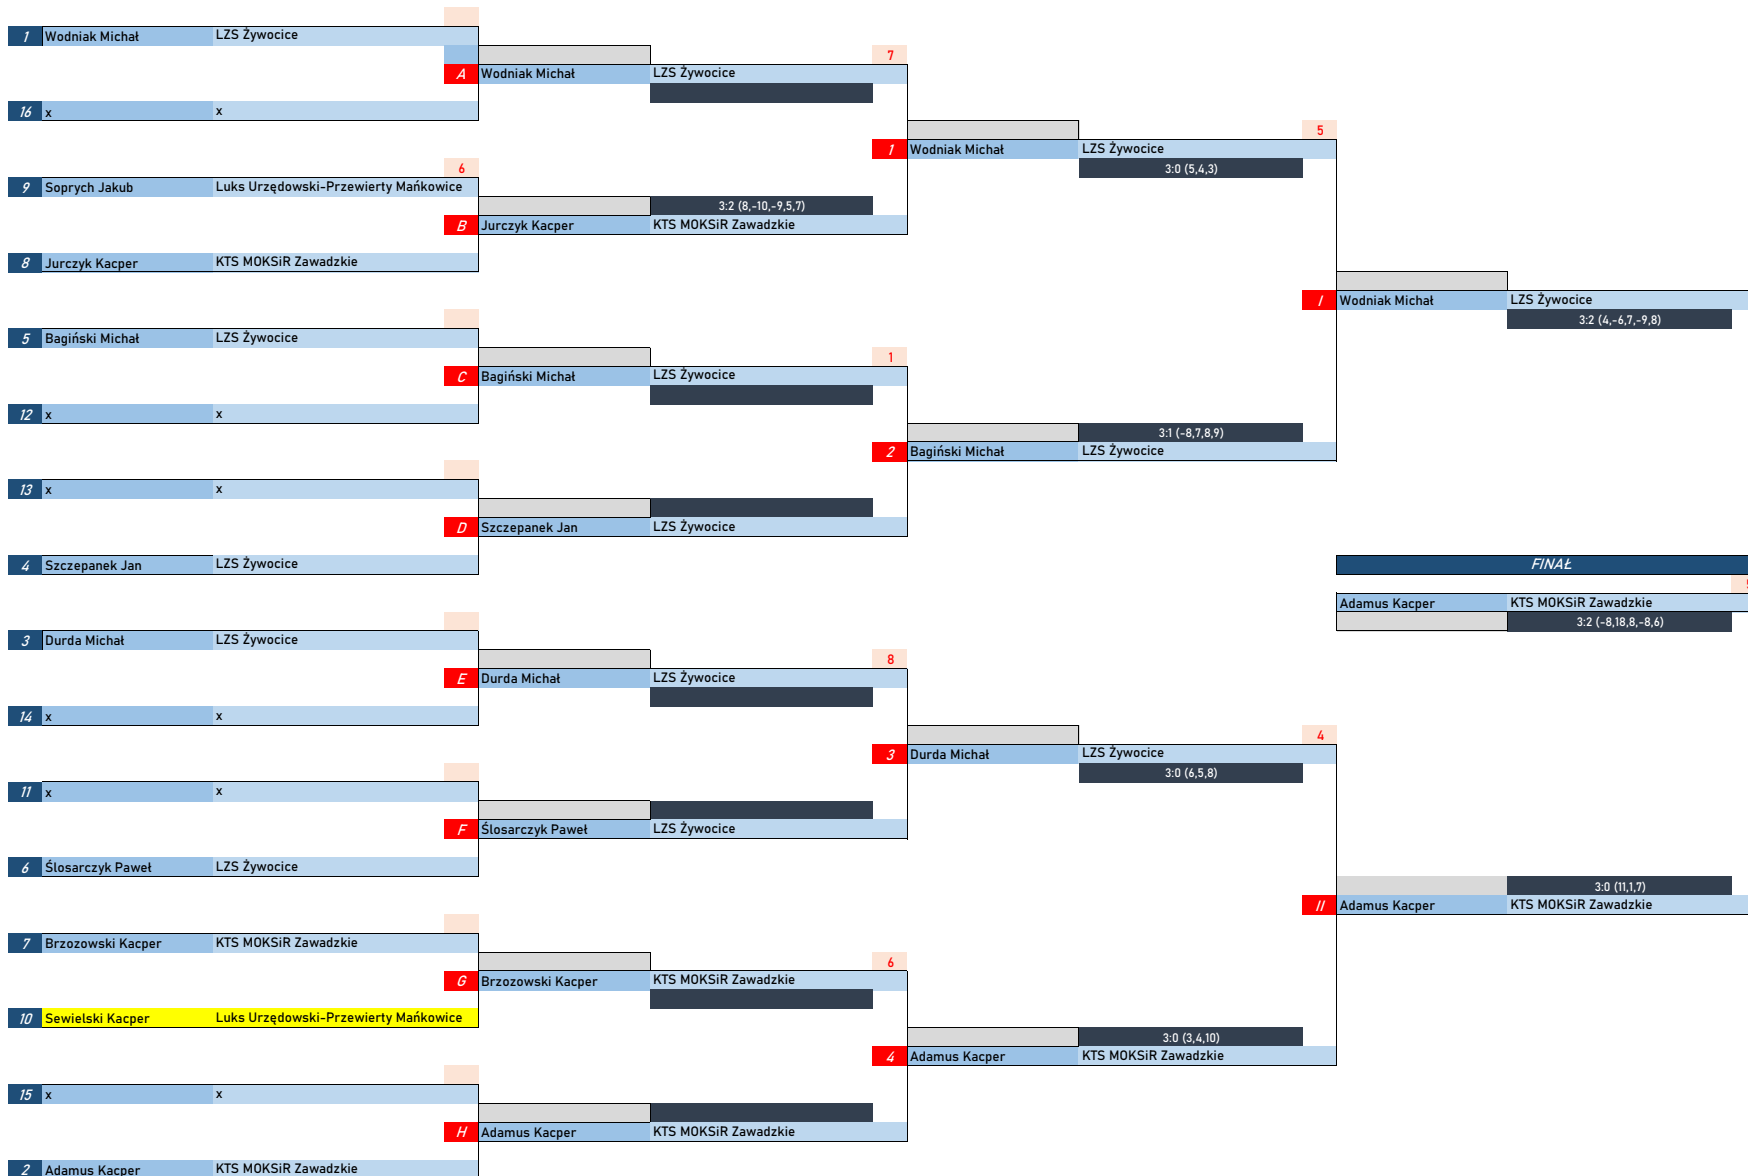 1 Wodniak Michał LZS Żywocice
7
A Wodniak Michał LZS Żywocice
16 x x
5
1 Wodniak Michał LZS Żywocice
6
3:0 (5,4,3)
9 Soprych Jakub Luks Urzędowski-Przewierty Mańkowice
3:2 (8,-10,-9,5,7)
B Jurczyk Kacper KTS MOKSiR Zawadzkie
8 Jurczyk Kacper KTS MOKSiR Zawadzkie
I Wodniak Michał LZS Żywocice
3:2 (4,-6,7,-9,8)
5 Bagiński Michał LZS Żywocice
1
C Bagiński Michał LZS Żywocice
12 x x
3:1 (-8,7,8,9)
2 Bagiński Michał LZS Żywocice
13 x x
D Szczepanek Jan LZS Żywocice
4 Szczepanek Jan LZS Żywocice
FINAŁ
Adamus Kacper KTS MOKSiR Zawadzkie
3:2 (-8,18,8,-8,6)
3 Durda Michał LZS Żywocice
8
E Durda Michał LZS Żywocice
14 x x
4
3 Durda Michał LZS Żywocice
3:0 (6,5,8)
11 x x
F Ślosarczyk Paweł LZS Żywocice
6 Ślosarczyk Paweł LZS Żywocice
3:0 (11,1,7)
II Adamus Kacper KTS MOKSiR Zawadzkie
7 Brzozowski Kacper KTS MOKSiR Zawadzkie
6
G Brzozowski Kacper KTS MOKSiR Zawadzkie
10 Sewielski Kacper Luks Urzędowski-Przewierty Mańkowice
3:0 (3,4,10)
4 Adamus Kacper KTS MOKSiR Zawadzkie
15 x x
H Adamus Kacper KTS MOKSiR Zawadzkie
2 Adamus Kacper KTS MOKSiR Zawadzkie